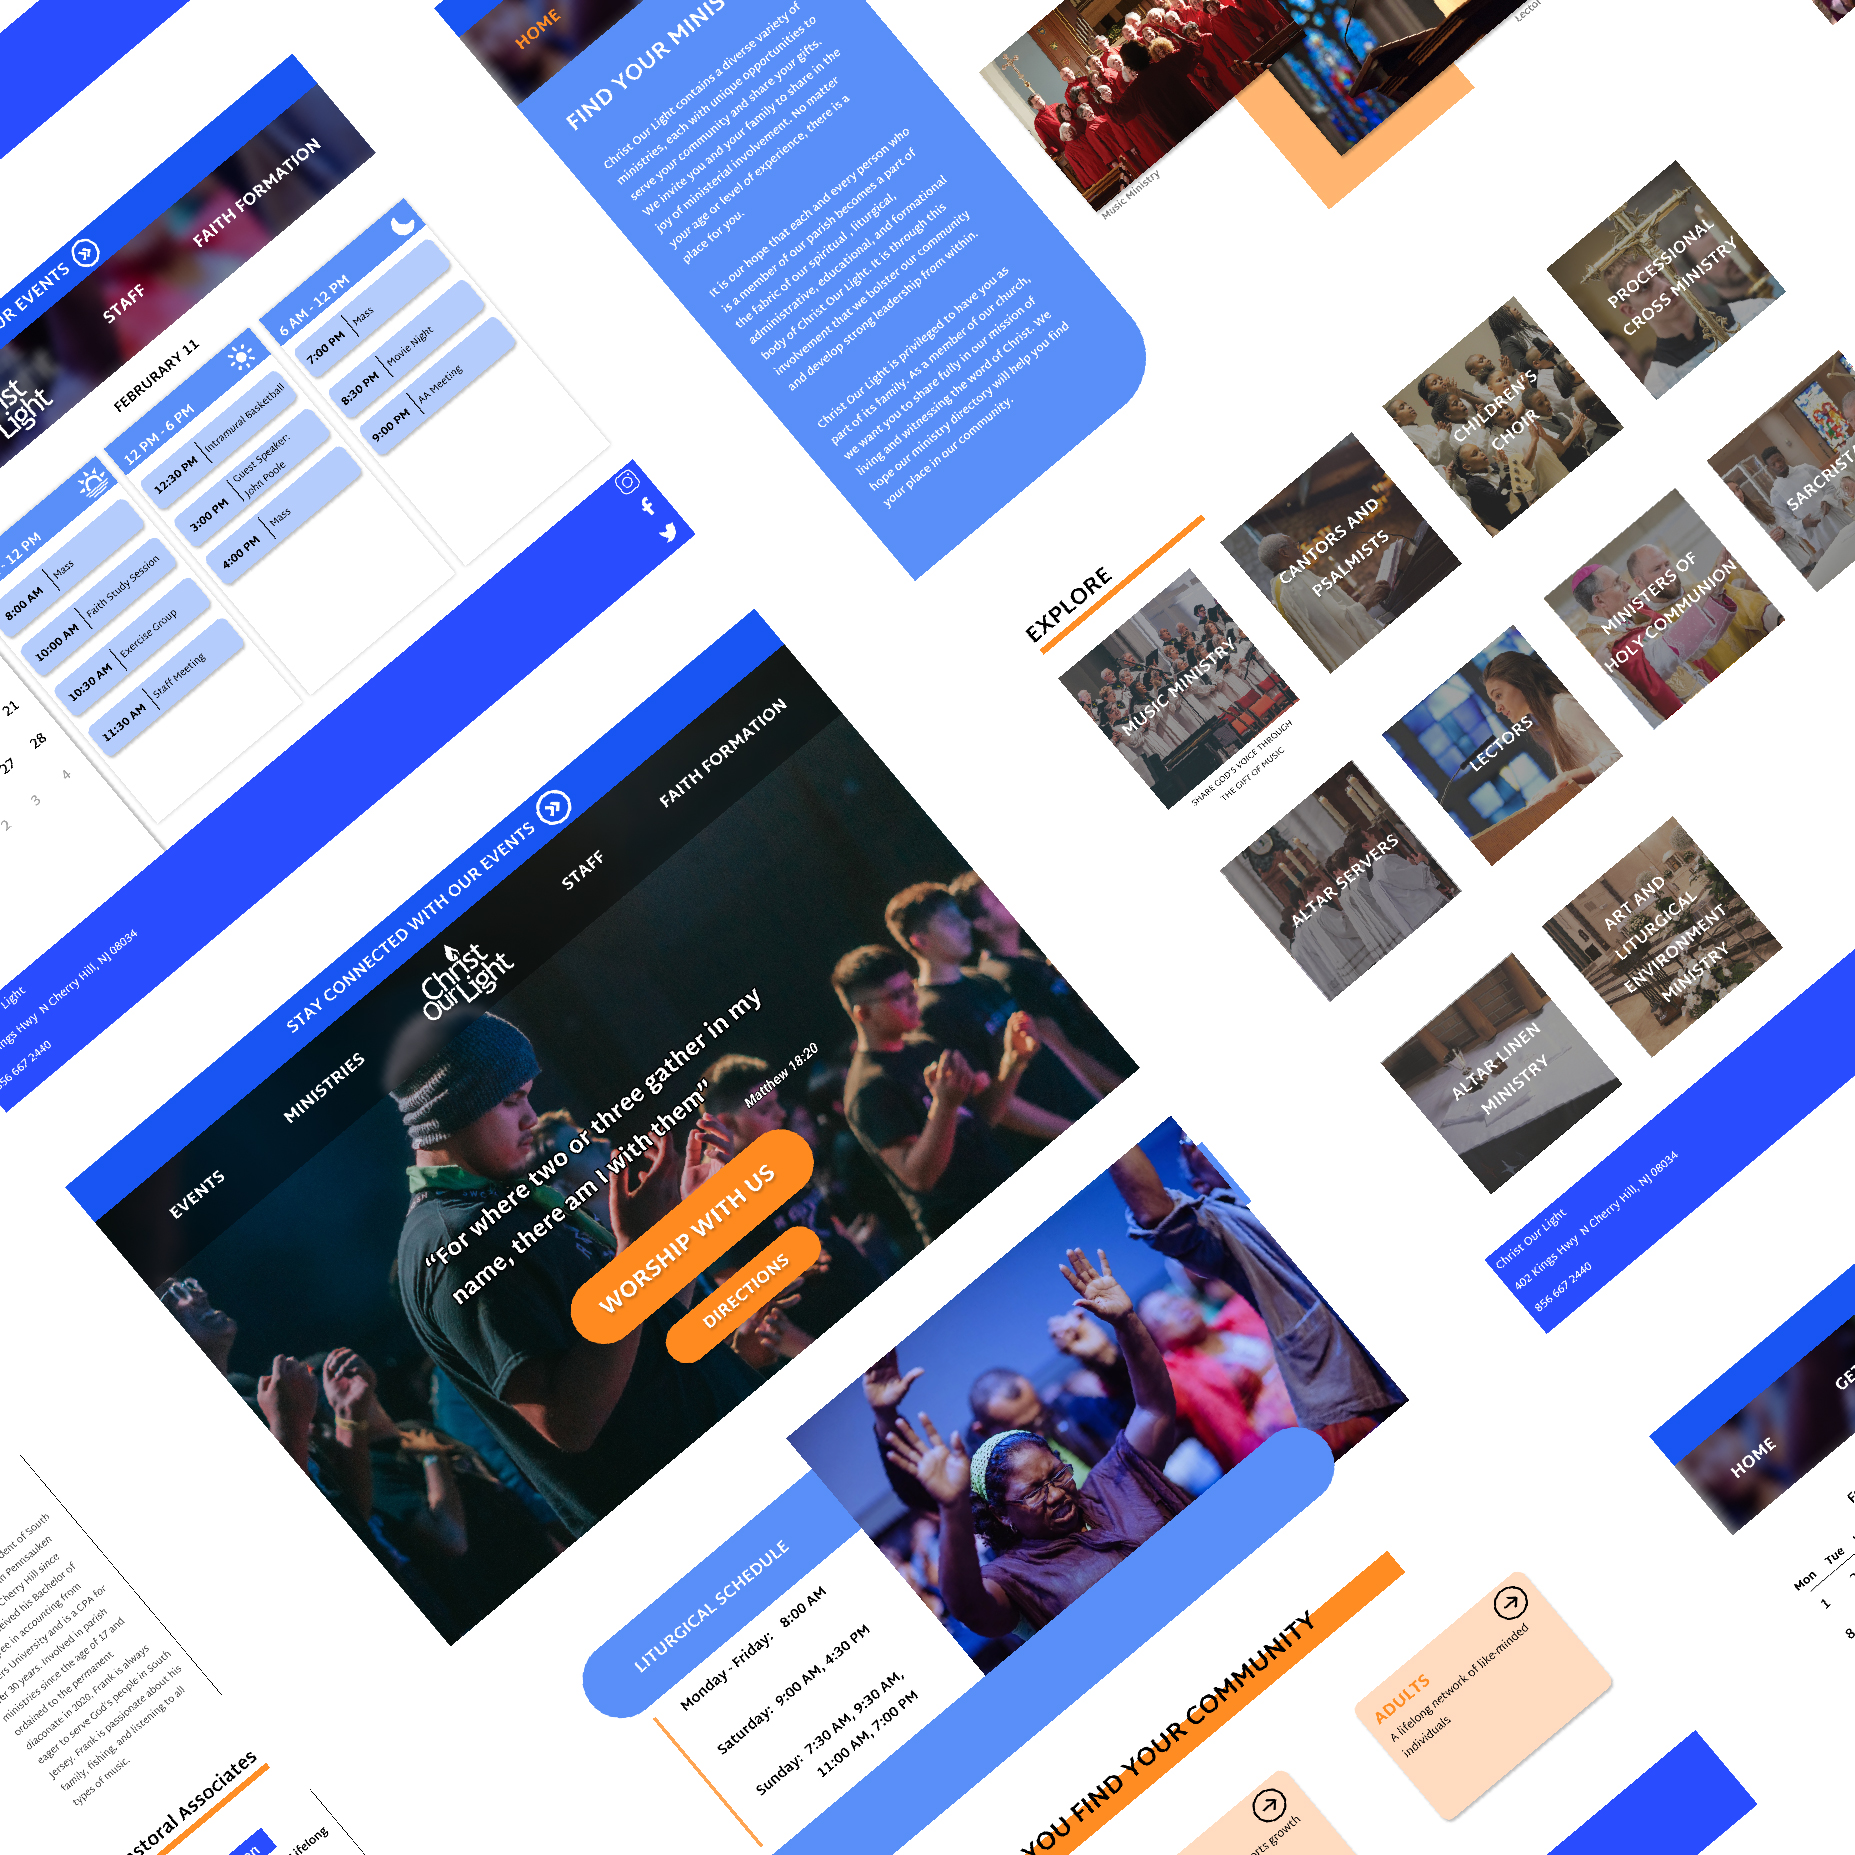 OUR EVENTS
STAFF
FAITH FORMATION
ist
Light
FEBRURARY 11
- 12 PM
8:00 AM Mass
10:00 AM Faith Study Session
10:30 AM Exercise Group
11:30 AM Staff Meeting
12 PM - 6 PM
12:30 PM Intramural Basketball
3:00 PM Guest Speaker:
John Poole
4:00 PM Mass
6 AM - 12 PM
7:00 PM Mass
8:30 PM Movie Night
9:00 PM AA Meeting
21
27 28
2 3 4
Light
ings Hwy N Cherry Hill, NJ 08034
856 667 2440
HOME
FIND YOUR MINIS
Christ Our Light contains a diverse variety of
ministries, each with unique opportunities to
serve your community and share your gifts.
We invite you and your family to share in the
joy of ministerial involvement. No matter
your age or level of experience, there is a
place for you.
It is our hope that each and every person who
is a member of our parish becomes a part of
the fabric of our spiritual , liturgical,
administrative, educational, and formational
body of Christ Our Light. It is through this
involvement that we bolster our community
and develop strong leadership from within.
Christ Our Light is privileged to have you as
part of its family. As a member of our church,
we want you to share fully in our mission of
living and witnessing the word of Christ. We
hope our ministry directory will help you find
your place in our community.
Music Ministry
Lector
EXPLORE
MUSIC MINISTRY
SHARE GOD'S VOICE THROUGH
THE GIFT OF MUSIC
CANTORS AND
PSALMISTS
CHILDREN'S
CHOIR
PROCESSIONAL
CROSS MINISTRY
ALTAR SERVERS
LECTORS
MINISTERS OF
HOLY COMMUNION
SARCRISTA
ALTAR LINEN
MINISTRY
ART AND
LITURGICAL
ENVIRONMENT
MINISTRY
Christ Our Light
402 Kings Hwy N Cherry Hill, NJ 08034
856 667 2440
STAY CONNECTED WITH OUR EVENTS
EVENTS
MINISTRIES
Christ
Our Light
STAFF
FAITH FORMATION
“For where two or three gather in my
name, there am I with them”
Matthew 18:20
WORSHIP WITH US
DIRECTIONS
LITURGICAL SCHEDULE
Monday - Friday: 8:00 AM
Saturday: 9:00 AM, 4:30 PM
Sunday: 7:30 AM, 9:30 AM,
11:00 AM, 7:00 PM
YOU FIND YOUR COMMUNITY
ADULTS
A lifelong network of like-minded
individuals
orts growth
HOME
GE
Mon Tue
1
8
dent of South
n Pennsauken
Cherry Hill since
eived his Bachelor of
ee in accounting from
ers University and is a CPA for
er 30 years. Involved in parish
ministries since the age of 17 and
ordained to the permanent
diaconate in 2020, Frank is always
eager to serve God's people in South
Jersey. Frank is passionate about his
family, fishing, and listening to all
types of music.
storal Associates
ifelong